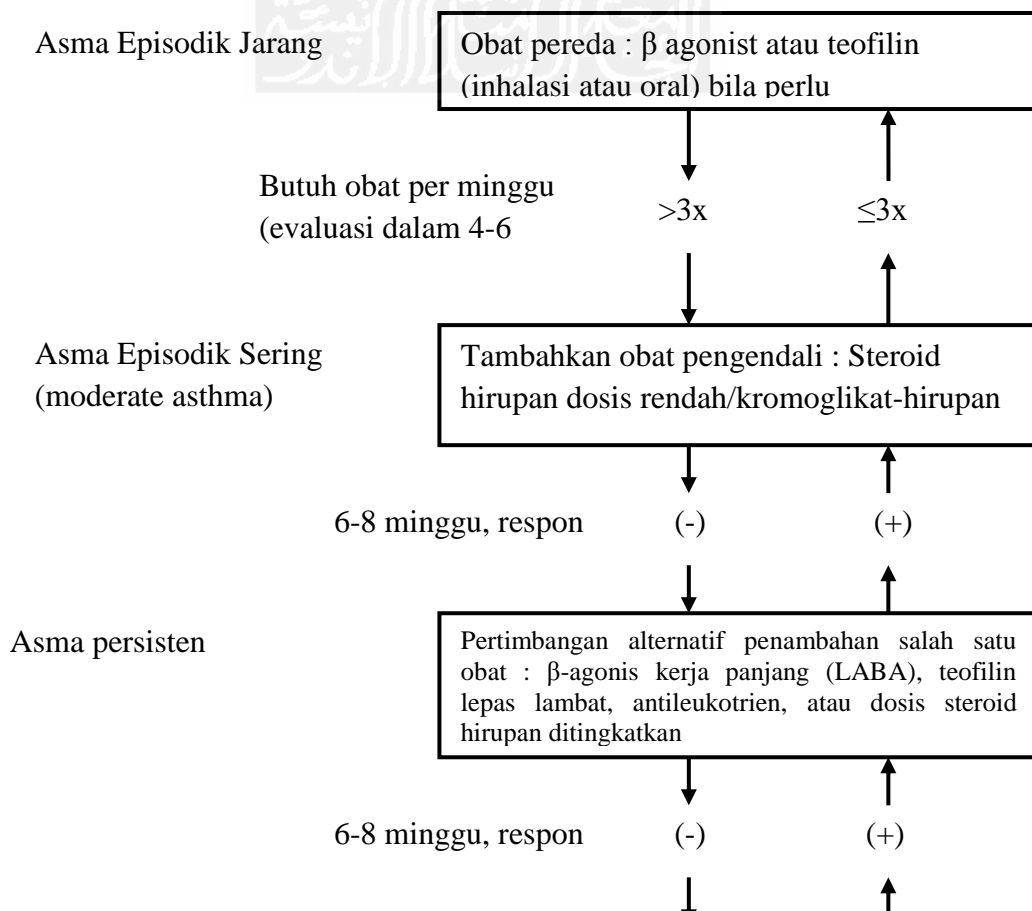 Asma Episodik Jarang
Obat pereda : β agonist atau teofilin
(inhalasi atau oral) bila perlu
Butuh obat per minggu
(evaluasi dalam 4-6
>3x
≤3x
Asma Episodik Sering
(moderate asthma)
Tambahkan obat pengendali : Steroid
hirupan dosis rendah/kromoglikat-hirupan
6-8 minggu, respon
(-)
(+)
Asma persisten
Pertimbangan alternatif penambahan salah satu
obat : β-agonis kerja panjang (LABA), teofilin
lepas lambat, antileukotrien, atau dosis steroid
hirupan ditingkatkan
6-8 minggu, respon
(-)
(+)